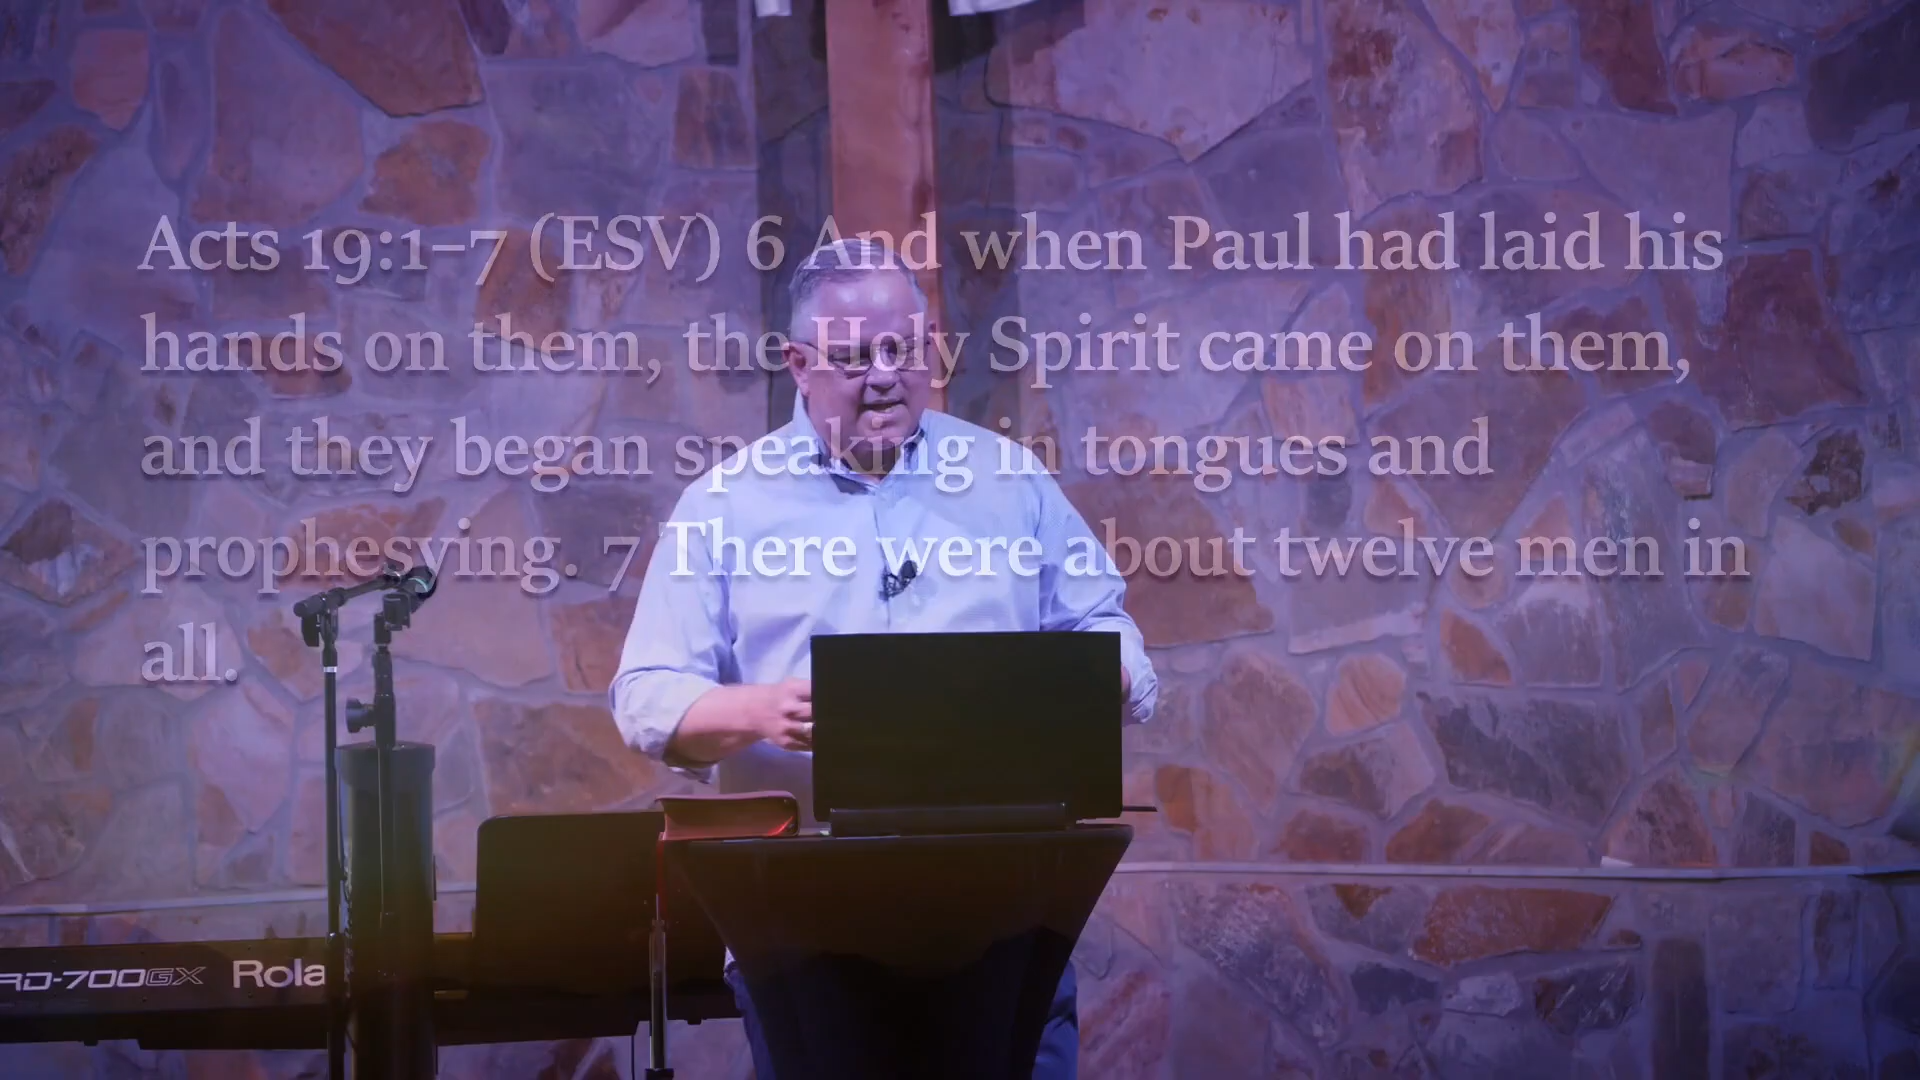 Acts 19:1–7 (ESV) 6 And when Paul had laid his
hands on them, the Holy Spirit came on them,
and they began speaking in tongues and
prophesying. 7 There were about twelve men in
all.
RD-700GX Rola